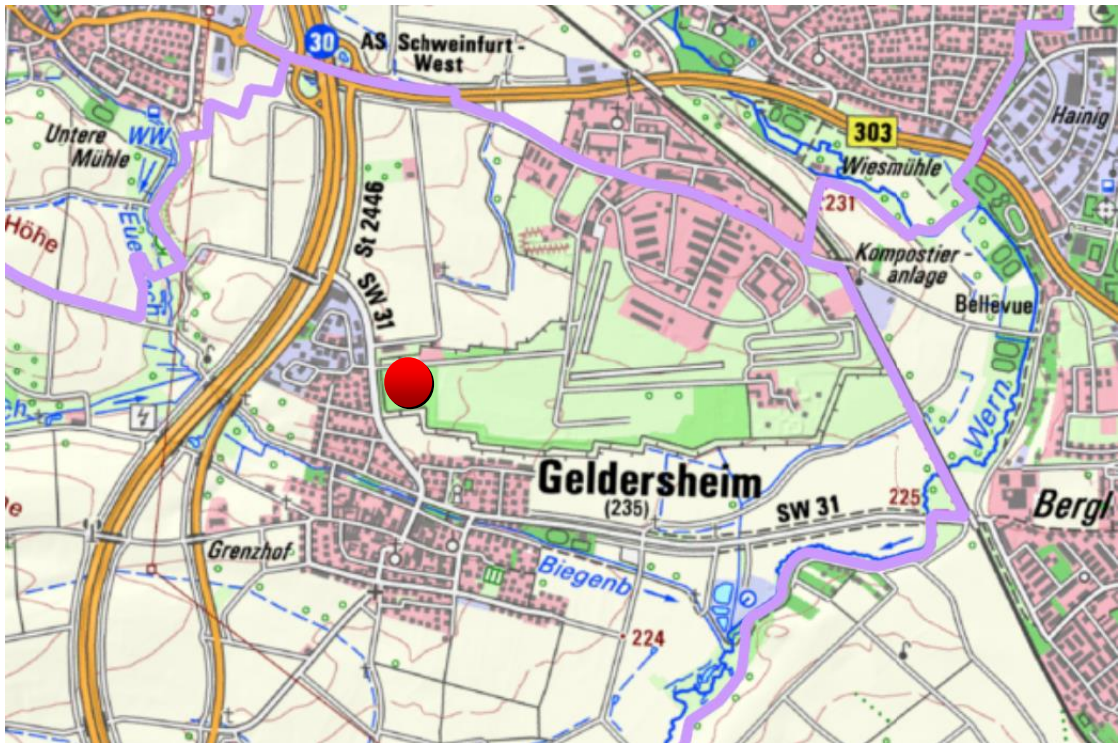 30
AS Schweinfurt -
West
303
Hainig
Untere
Mühle
WW
Wiesmühle
231
Höhe
St 2446
SW 31
Kompostier -
anlage
Bellevue
Wern
Geldersheim
(235)
SW 31
225
Bergl
Grenzhof
Biegenb
224